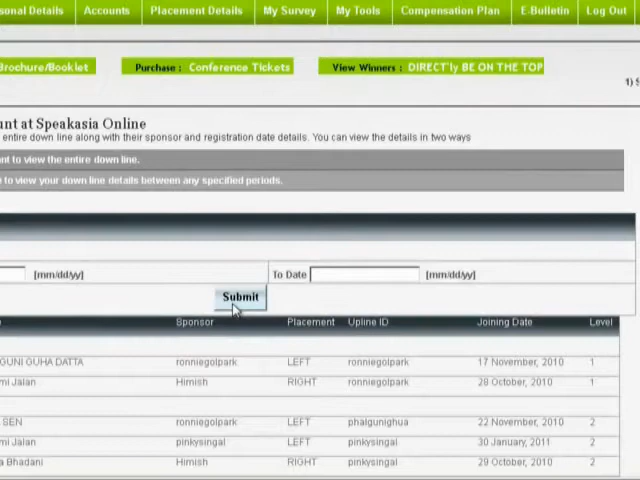 sonal Details Accounts Placement Details My Survey My Tools Compensation Plan E-Bulletin Log Out
Brochure/Booklet Purchase : Conference Tickets View Winners : DIRECT'ly BE ON THE TOP
1) S
unt at Speakasia Online
entire down line along with their sponsor and registration date details. You can view the details in two ways
nt to view the entire down line.
e to view your down line details between any specified periods.
[mm/dd/yy] To Date [mm/dd/yy]
Submit
Sponsor Placement Upline ID Joining Date Level
GUNI GUHA DATTA ronniegolpark LEFT ronniegolpark 17 November, 2010 1
mi Jalan Himish RIGHT ronniegolpark 28 October, 2010 1
SEN ronniegolpark LEFT phalgunighua 22 November, 2010 2
mi Jalan pinkysingal LEFT pinkysingal 30 January, 2011 2
a Bhadani Himish RIGHT pinkysingal 29 October, 2010 2